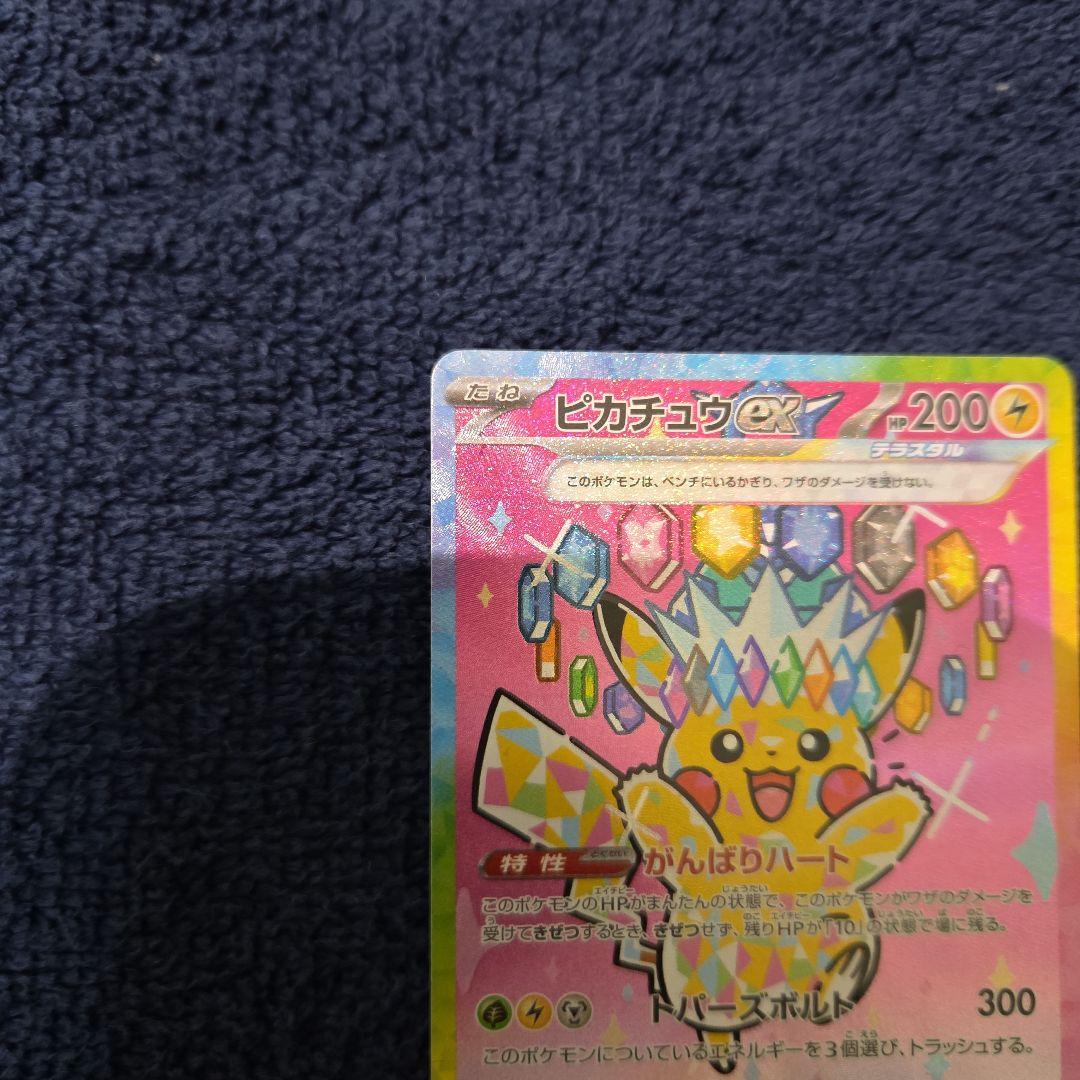 たね ピカチュウex HP200
テラスタル
このポケモンは、ベンチにいるかぎり、ワザのダメージを受けない。
特性 とくせい がんばりハート
このポケモンのHPがまんたんの状態で、このポケモンがワザのダメージを
受けてきぜつするとき、きぜつせず、残りHPが「10」の状態で場に残る。
トパーズボルト 300
このポケモンについているエネルギーを3個選び、トラッシュする。